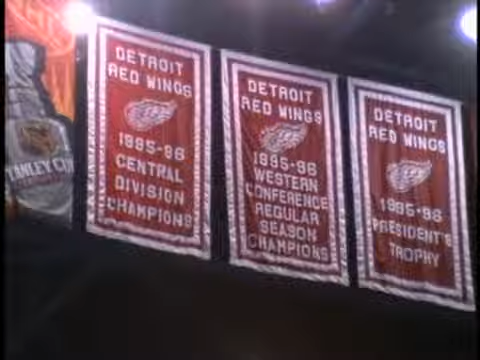 STANLEY CUP
DETROIT
RED WINGS
1995-96
CENTRAL
DIVISION
CHAMPIONS
DETROIT
RED WINGS
1995-96
WESTERN
CONFERENCE
REGULAR
SEASON
CHAMPIONS
DETROIT
RED WINGS
1995-96
PRESIDENT'S
TROPHY